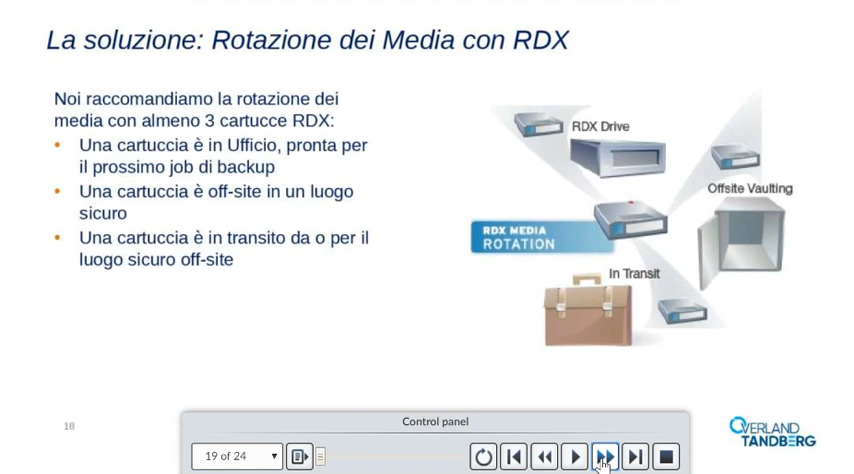 La soluzione: Rotazione dei Media con RDX
Noi raccomandiamo la rotazione dei
media con almeno 3 cartucce RDX:
• Una cartuccia è in Ufficio, pronta per
il prossimo job di backup
• Una cartuccia è off-site in un luogo
sicuro
• Una cartuccia è in transito da o per il
luogo sicuro off-site
RDX Drive
Offsite Vaulting
RDX MEDIA
ROTATION
In Transit
18
OVERLAND
TANDBERG
Control panel
19 of 24